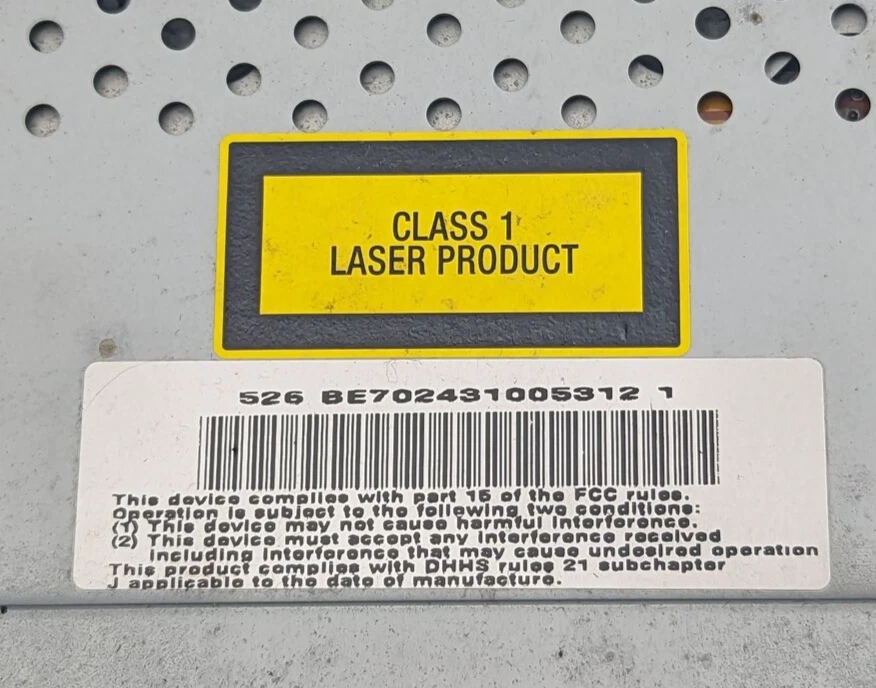 CLASS 1
LASER PRODUCT
526 BE702431005312 1
This device complies with part 15 of the FCC rules.
Operation is subject to the following two conditions:
(1) This device may not cause harmful interference.
(2) This device must accept any interference received
including interference that may cause undesired operation
This product complies with DHHS rules 21 subchapter
J applicable to the date of manufacture.